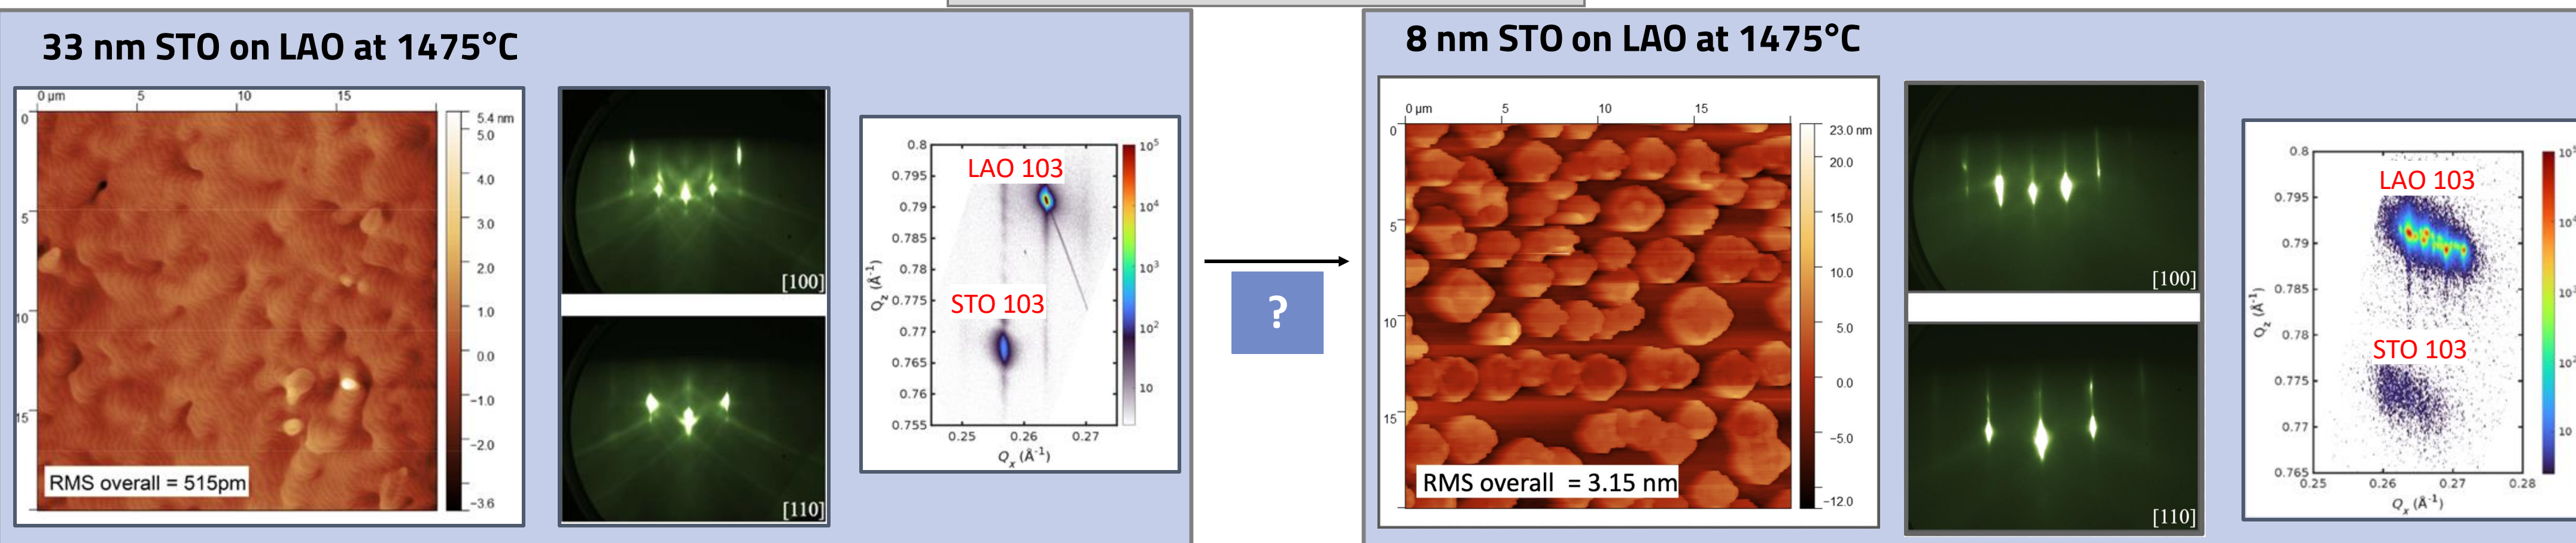 33 nm STO on LAO at 1475°C
0 µm 5 10 15
0
5
10
15
5.4 nm
5.0
4.0
3.0
2.0
1.0
0.0
−1.0
−2.0
−3.6
RMS overall = 515pm
[100]
[110]
LAO 103
STO 103
0.8
0.795
0.79
0.785
0.78
0.775
0.77
0.765
0.76
0.755
0.25 0.26 0.27
Qx (Å-1)
Qz (Å-1)
10^5
10^4
10^3
10^2
10
?
8 nm STO on LAO at 1475°C
0 µm 5 10 15
0
5
10
15
23.0 nm
20.0
15.0
10.0
5.0
0.0
−5.0
−12.0
RMS overall = 3.15 nm
[100]
[110]
LAO 103
STO 103
0.8
0.795
0.79
0.785
0.78
0.775
0.77
0.765
0.25 0.26 0.27 0.28
Qx (Å-1)
Qz (Å-1)
10